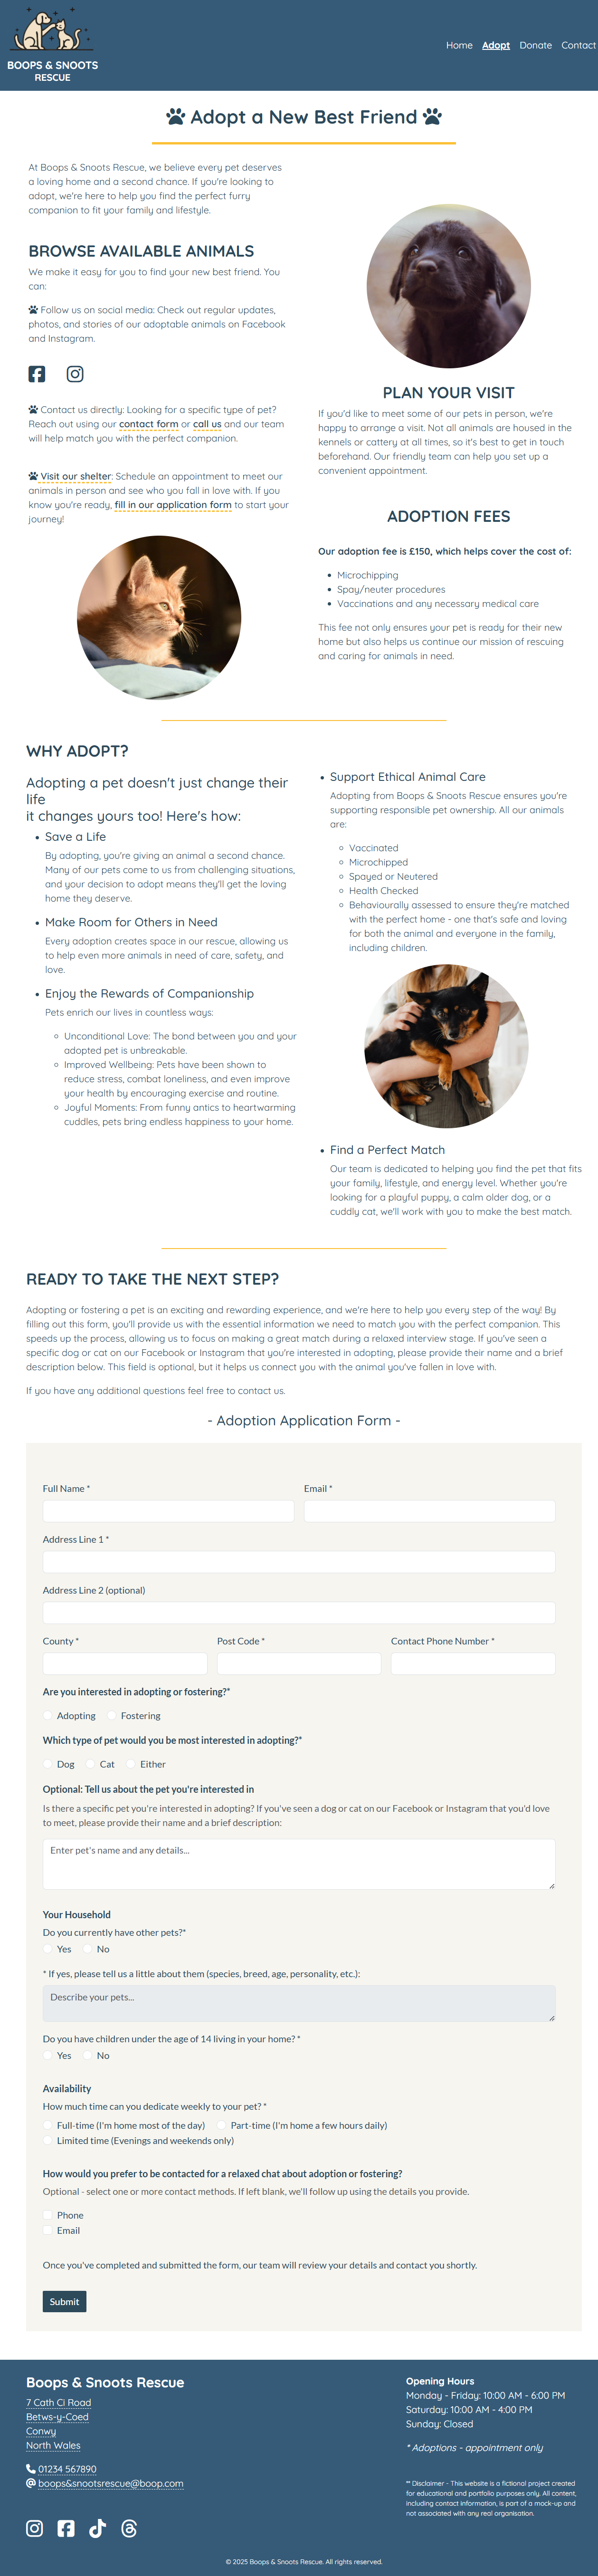 BOOPS & SNOOTS
RESCUE
Home Adopt Donate Contact
Adopt a New Best Friend
At Boops & Snoots Rescue, we believe every pet deserves
a loving home and a second chance. If you're looking to
adopt, we're here to help you find the perfect furry
companion to fit your family and lifestyle.
BROWSE AVAILABLE ANIMALS
We make it easy for you to find your new best friend. You
can:
Follow us on social media: Check out regular updates,
photos, and stories of our adoptable animals on Facebook
and Instagram.
Contact us directly: Looking for a specific type of pet?
Reach out using our contact form or call us and our team
will help match you with the perfect companion.
Visit our shelter: Schedule an appointment to meet our
animals in person and see who you fall in love with. If you
know you're ready, fill in our application form to start your
journey!
PLAN YOUR VISIT
If you'd like to meet some of our pets in person, we're
happy to arrange a visit. Not all animals are housed in the
kennels or cattery at all times, so it's best to get in touch
beforehand. Our friendly team can help you set up a
convenient appointment.
ADOPTION FEES
Our adoption fee is £150, which helps cover the cost of:
• Microchipping
• Spay/neuter procedures
• Vaccinations and any necessary medical care
This fee not only ensures your pet is ready for their new
home but also helps us continue our mission of rescuing
and caring for animals in need.
WHY ADOPT?
Adopting a pet doesn't just change their
life
it changes yours too! Here's how:
• Save a Life
By adopting, you're giving an animal a second chance.
Many of our pets come to us from challenging situations,
and your decision to adopt means they'll get the loving
home they deserve.
• Make Room for Others in Need
Every adoption creates space in our rescue, allowing us
to help even more animals in need of care, safety, and
love.
• Enjoy the Rewards of Companionship
Pets enrich our lives in countless ways:
Unconditional Love: The bond between you and your
adopted pet is unbreakable.
Improved Wellbeing: Pets have been shown to
reduce stress, combat loneliness, and even improve
your health by encouraging exercise and routine.
Joyful Moments: From funny antics to heartwarming
cuddles, pets bring endless happiness to your home.
• Support Ethical Animal Care
Adopting from Boops & Snoots Rescue ensures you're
supporting responsible pet ownership. All our animals
are:
Vaccinated
Microchipped
Spayed or Neutered
Health Checked
Behaviourally assessed to ensure they're matched
with the perfect home - one that's safe and loving
for both the animal and everyone in the family,
including children.
• Find a Perfect Match
Our team is dedicated to helping you find the pet that fits
your family, lifestyle, and energy level. Whether you're
looking for a playful puppy, a calm older dog, or a
cuddly cat, we'll work with you to make the best match.
READY TO TAKE THE NEXT STEP?
Adopting or fostering a pet is an exciting and rewarding experience, and we're here to help you every step of the way! By
filling out this form, you'll provide us with the essential information we need to match you with the perfect companion. This
speeds up the process, allowing us to focus on making a great match during a relaxed interview stage. If you've seen a
specific dog or cat on our Facebook or Instagram that you're interested in adopting, please provide their name and a brief
description below. This field is optional, but it helps us connect you with the animal you've fallen in love with.
If you have any additional questions feel free to contact us.
- Adoption Application Form -
Full Name * Email *
Address Line 1 *
Address Line 2 (optional)
County * Post Code * Contact Phone Number *
Are you interested in adopting or fostering?*
Adopting Fostering
Which type of pet would you be most interested in adopting?*
Dog Cat Either
Optional: Tell us about the pet you're interested in
Is there a specific pet you're interested in adopting? If you've seen a dog or cat on our Facebook or Instagram that you'd love
to meet, please provide their name and a brief description:
Enter pet's name and any details...
Your Household
Do you currently have other pets?*
Yes No
* If yes, please tell us a little about them (species, breed, age, personality, etc.):
Describe your pets...
Do you have children under the age of 14 living in your home? *
Yes No
Availability
How much time can you dedicate weekly to your pet? *
Full-time (I'm home most of the day) Part-time (I'm home a few hours daily)
Limited time (Evenings and weekends only)
How would you prefer to be contacted for a relaxed chat about adoption or fostering?
Optional - select one or more contact methods. If left blank, we'll follow up using the details you provide.
Phone
Email
Once you've completed and submitted the form, our team will review your details and contact you shortly.
Submit
Boops & Snoots Rescue
7 Cath Ci Road
Betws-y-Coed
Conwy
North Wales
01234 567890
boops&snootsrescue@boop.com
Opening Hours
Monday - Friday: 10:00 AM - 6:00 PM
Saturday: 10:00 AM - 4:00 PM
Sunday: Closed
* Adoptions - appointment only
** Disclaimer - This website is a fictional project created
for educational and portfolio purposes only. All content,
including contact information, is part of a mock-up and
not associated with any real organisation.
© 2025 Boops & Snoots Rescue. All rights reserved.